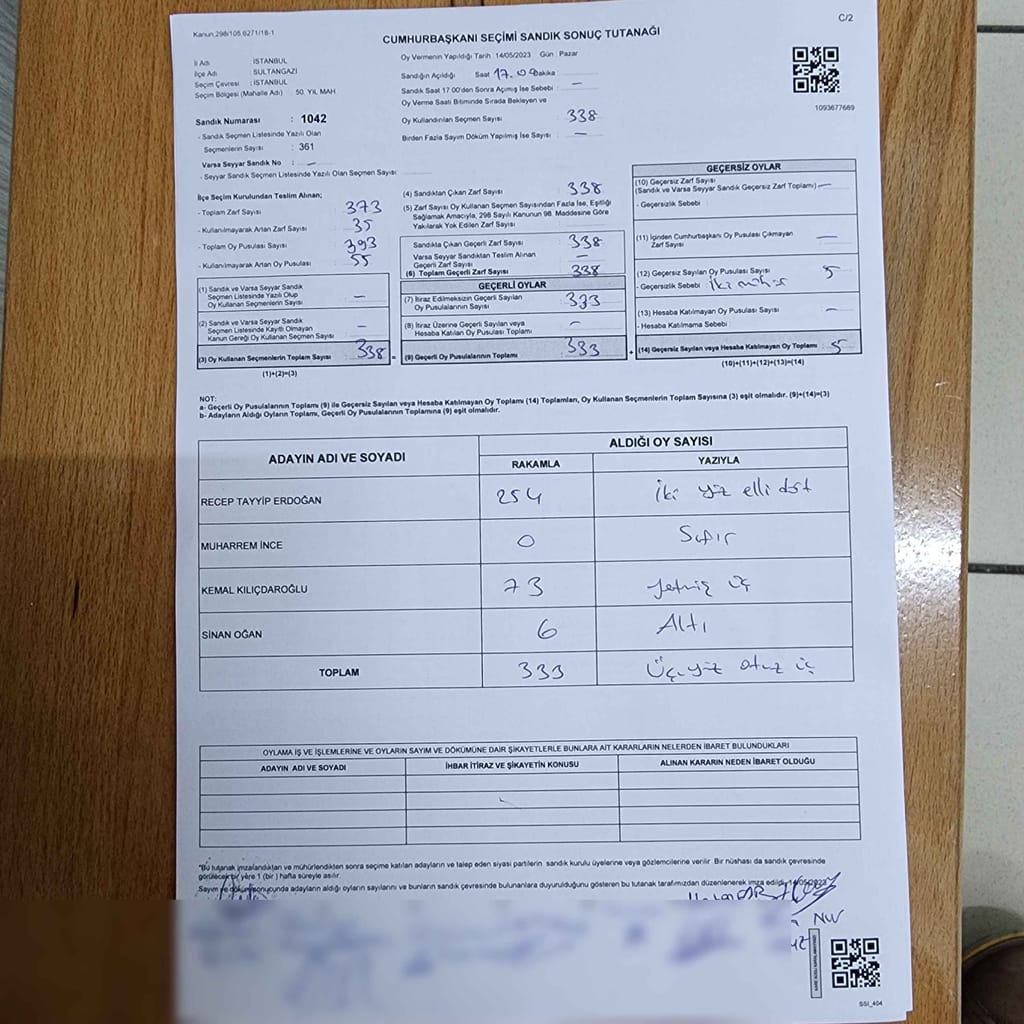 Kanun:298/105,6271/18-1
C/2
CUMHURBAŞKANI SEÇİMİ SANDIK SONUÇ TUTANAĞI
İl Adı : İSTANBUL
İlçe Adı : SULTANGAZİ
Seçim Çevresi : İSTANBUL
Seçim Bölgesi (Mahalle Adı) : 50. YIL MAH
Oy Vermenin Yapıldığı Tarih : 14/05/2023 Gün : Pazar
Sandığın Açıldığı Saat 17.00 Dakika
Sandık Saat 17.00'den Sonra Açımış İse Sebebi : —
Oy Verme Saati Bitiminde Sırada Bekleyen ve
Oy Kullandırılan Seçmen Sayısı : 338
Birden Fazla Sayım Döküm Yapılmış İse Sayısı : —
1093677669
Sandık Numarası : 1042
- Sandık Seçmen Listesinde Yazılı Olan
Seçmenlerin Sayısı : 361
Varsa Seyyar Sandık No : —
- Seyyar Sandık Seçmen Listesinde Yazılı Olan Seçmen Sayısı :
İlçe Seçim Kurulundan Teslim Alınan;
- Toplam Zarf Sayısı 373
- Kullanılmayarak Artan Zarf Sayısı 35
- Toplam Oy Pusulası Sayısı 393
- Kullanılmayarak Artan Oy Pusulası 55
(1) Sandık ve Varsa Seyyar Sandık
Seçmen Listesinde Yazılı Olup
Oy Kullanan Seçmenlerin Sayısı —
(2) Sandık ve Varsa Seyyar Sandık
Seçmen Listesinde Kayıtlı Olmayan
Kanun Gereği Oy Kullanan Seçmen Sayısı —
(3) Oy Kullanan Seçmenlerin Toplam Sayısı 338 =
(1)+(2)=(3)
(4) Sandıktan Çıkan Zarf Sayısı 338
(5) Zarf Sayısı Oy Kullanan Seçmen Sayısından Fazla İse, Eşitliği
Sağlamak Amacıyla, 298 Sayılı Kanunun 98. Maddesine Göre
Yakılarak Yok Edilen Zarf Sayısı
Sandıkta Çıkan Geçerli Zarf Sayısı 338
Varsa Seyyar Sandıktan Teslim Alınan
Geçerli Zarf Sayısı —
(6) Toplam Geçerli Zarf Sayısı 338
GEÇERLİ OYLAR
(7) İtiraz Edilmeksizin Geçerli Sayılan
Oy Pusulalarının Sayısı 333
(8) İtiraz Üzerine Geçerli Sayılan veya
Hesaba Katılan Oy Pusulası Toplamı —
(9) Geçerli Oy Pusulalarının Toplamı 333 +
GEÇERSİZ OYLAR
(10) Geçersiz Zarf Sayısı
(Sandık ve Varsa Seyyar Sandık Geçersiz Zarf Toplamı) —
- Geçersizlik Sebebi :
(11) İçinden Cumhurbaşkanı Oy Pusulası Çıkmayan
Zarf Sayısı —
(12) Geçersiz Sayılan Oy Pusulası Sayısı 5
- Geçersizlik Sebebi : İki mühür
(13) Hesaba Katılmayan Oy Pusulası Sayısı —
- Hesaba Katılmama Sebebi :
(14) Geçersiz Sayılan veya Hesaba Katılmayan Oy Toplamı 5
(10)+(11)+(12)+(13)=(14)
NOT:
a- Geçerli Oy Pusulalarının Toplamı (9) ile Geçersiz Sayılan veya Hesaba Katılmayan Oy Toplamı (14) Toplamları, Oy Kullanan Seçmenlerin Toplam Sayısına (3) eşit olmalıdır. (9)+(14)=(3)
b- Adayların Aldığı Oyların Toplamı, Geçerli Oy Pusulalarının Toplamına (9) eşit olmalıdır.
ADAYIN ADI VE SOYADI
ALDIĞI OY SAYISI
RAKAMLA YAZIYLA
RECEP TAYYİP ERDOĞAN 254 İki yüz elli dört
MUHARREM İNCE 0 Sıfır
KEMAL KILIÇDAROĞLU 73 Yetmiş üç
SİNAN OĞAN 6 Altı
TOPLAM 333 Üç yüz otuz üç
OYLAMA İŞ VE İŞLEMLERİNE VE OYLARIN SAYIM VE DÖKÜMÜNE DAİR ŞİKAYETLERLE BUNLARA AİT KARARLARIN NELERDEN İBARET BULUNDUKLARI
ADAYIN ADI VE SOYADI İHBAR İTİRAZ VE ŞİKAYETİN KONUSU ALINAN KARARIN NEDEN İBARET OLDUĞU
"Bu tutanak imzalandıktan ve mühürlendikten sonra seçime katılan adayların ve talep eden siyasi partilerin sandık kurulu üyelerine veya gözlemcilerine verilir. Bir nüshası da sandık çevresinde
görülecek bir yere 1 (bir) hafta süreyle asılır.
Sayım ve döküm sonucunda adayların aldığı oyların sayılarını ve bunların sandık çevresinde bulunanlara duyurulduğunu gösteren bu tutanak tarafımızdan düzenlenerek imza edildi. 14/05/2023
SSİ_404